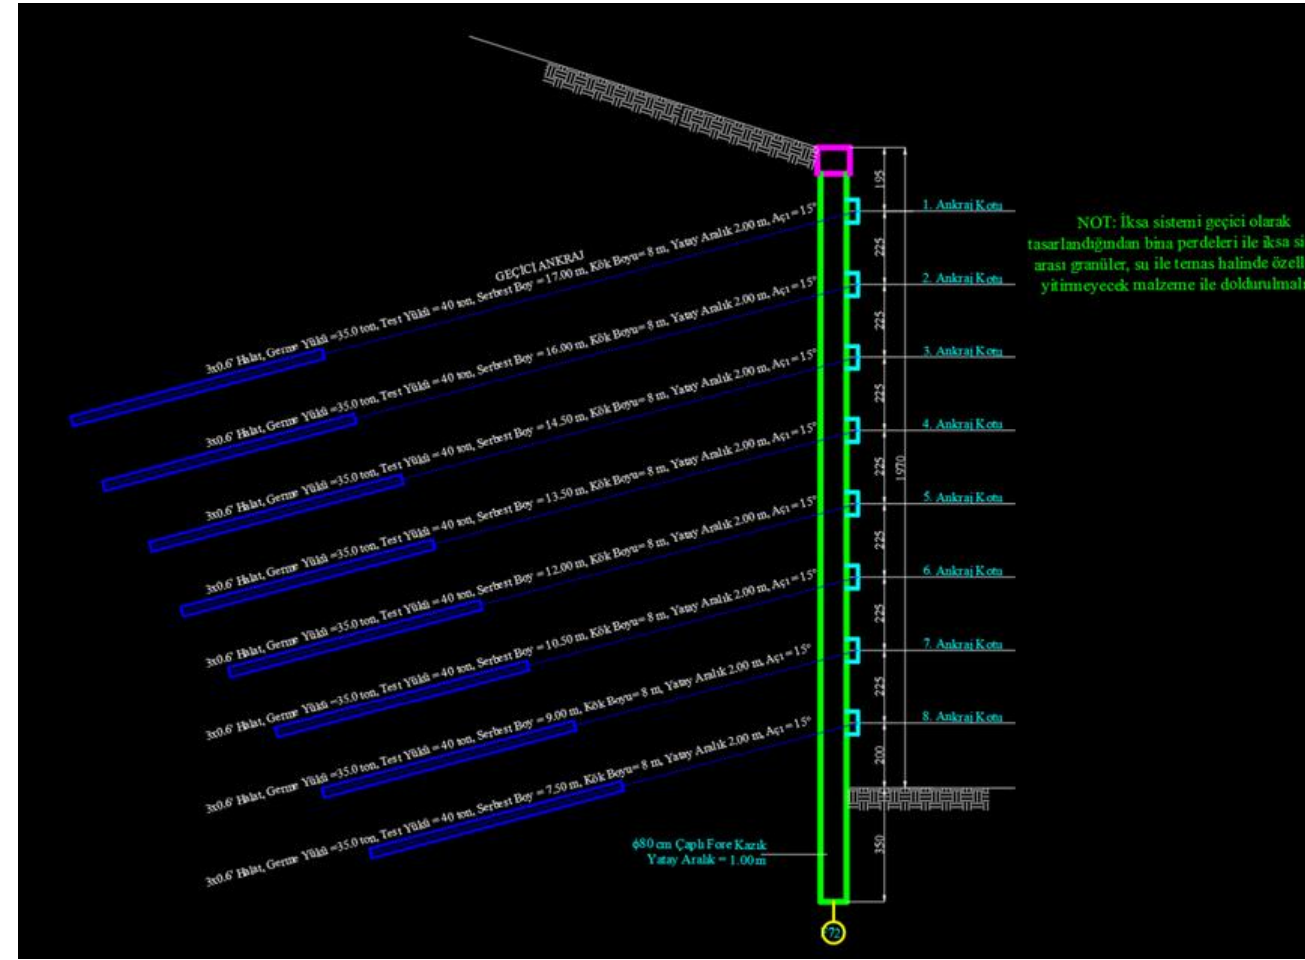 195
1. Ankraj Kotu
NOT: İksa sistemi geçici olarak
tasarlandığından bina perdeleri ile iksa si
arası granüler, su ile temas halinde özell
yitirmeyecek malzeme ile doldurulmalı
GEÇİCİ ANKRAJ
3x0.6' Halat, Germe Yükü =35.0 ton, Test Yükü = 40 ton, Serbest Boy = 17.00 m, Kök Boyu= 8 m, Yatay Aralık 2.00 m, Açı = 15°
225
2. Ankraj Kotu
3x0.6' Halat, Germe Yükü =35.0 ton, Test Yükü = 40 ton, Serbest Boy = 16.00 m, Kök Boyu= 8 m, Yatay Aralık 2.00 m, Açı = 15°
225
3. Ankraj Kotu
3x0.6' Halat, Germe Yükü =35.0 ton, Test Yükü = 40 ton, Serbest Boy = 14.50 m, Kök Boyu= 8 m, Yatay Aralık 2.00 m, Açı = 15°
225
4. Ankraj Kotu
3x0.6' Halat, Germe Yükü =35.0 ton, Test Yükü = 40 ton, Serbest Boy = 13.50 m, Kök Boyu= 8 m, Yatay Aralık 2.00 m, Açı = 15°
225
1970
5. Ankraj Kotu
3x0.6' Halat, Germe Yükü =35.0 ton, Test Yükü = 40 ton, Serbest Boy = 12.00 m, Kök Boyu= 8 m, Yatay Aralık 2.00 m, Açı = 15°
225
6. Ankraj Kotu
3x0.6' Halat, Germe Yükü =35.0 ton, Test Yükü = 40 ton, Serbest Boy = 10.50 m, Kök Boyu= 8 m, Yatay Aralık 2.00 m, Açı = 15°
225
7. Ankraj Kotu
3x0.6' Halat, Germe Yükü =35.0 ton, Test Yükü = 40 ton, Serbest Boy = 9.00 m, Kök Boyu= 8 m, Yatay Aralık 2.00 m, Açı = 15°
225
8. Ankraj Kotu
3x0.6' Halat, Germe Yükü =35.0 ton, Test Yükü = 40 ton, Serbest Boy = 7.50 m, Kök Boyu= 8 m, Yatay Aralık 2.00 m, Açı = 15°
200
ϕ80 cm Çaplı Fore Kazık
Yatay Aralık = 1.00 m
350